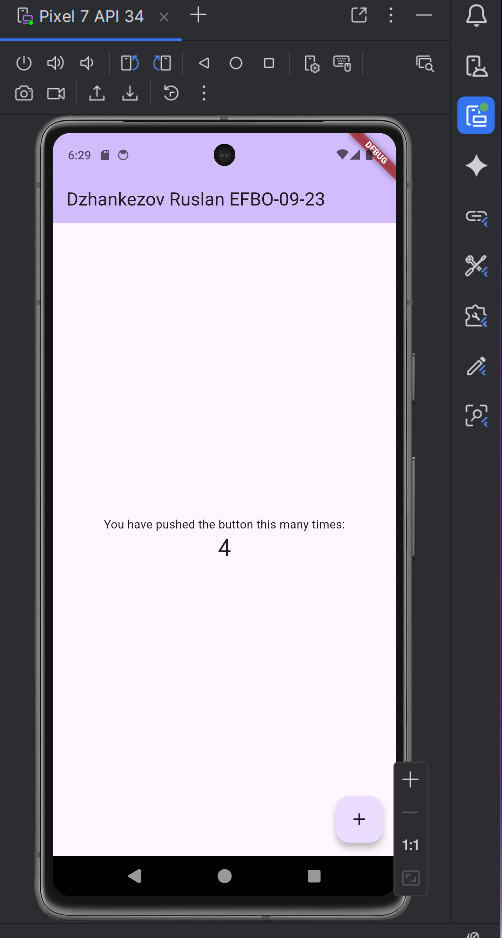 Pixel 7 API 34
6:29
DEBUG
Dzhankezov Ruslan EFBO-09-23
You have pushed the button this many times:
4
1:1